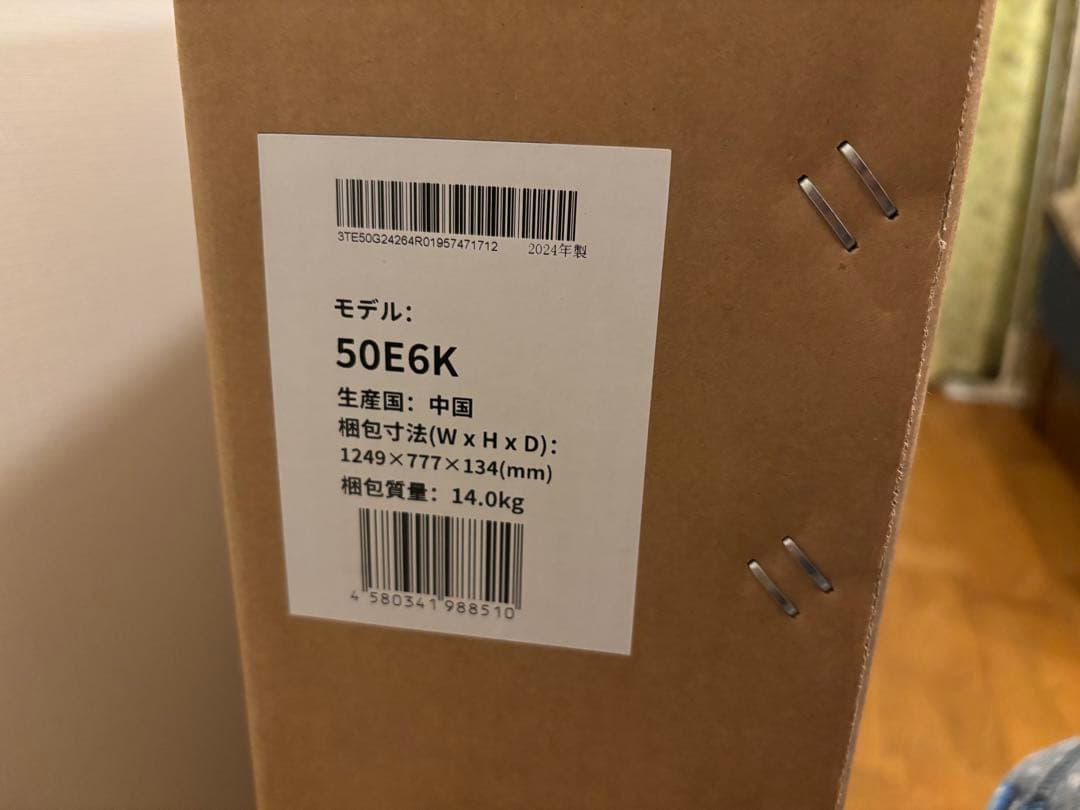 3TE50G24264R01957471712 2024年製
モデル：
50E6K
生産国：中国
梱包寸法(W x H x D)：
1249×777×134(mm)
梱包質量：14.0kg
4 580341 988510